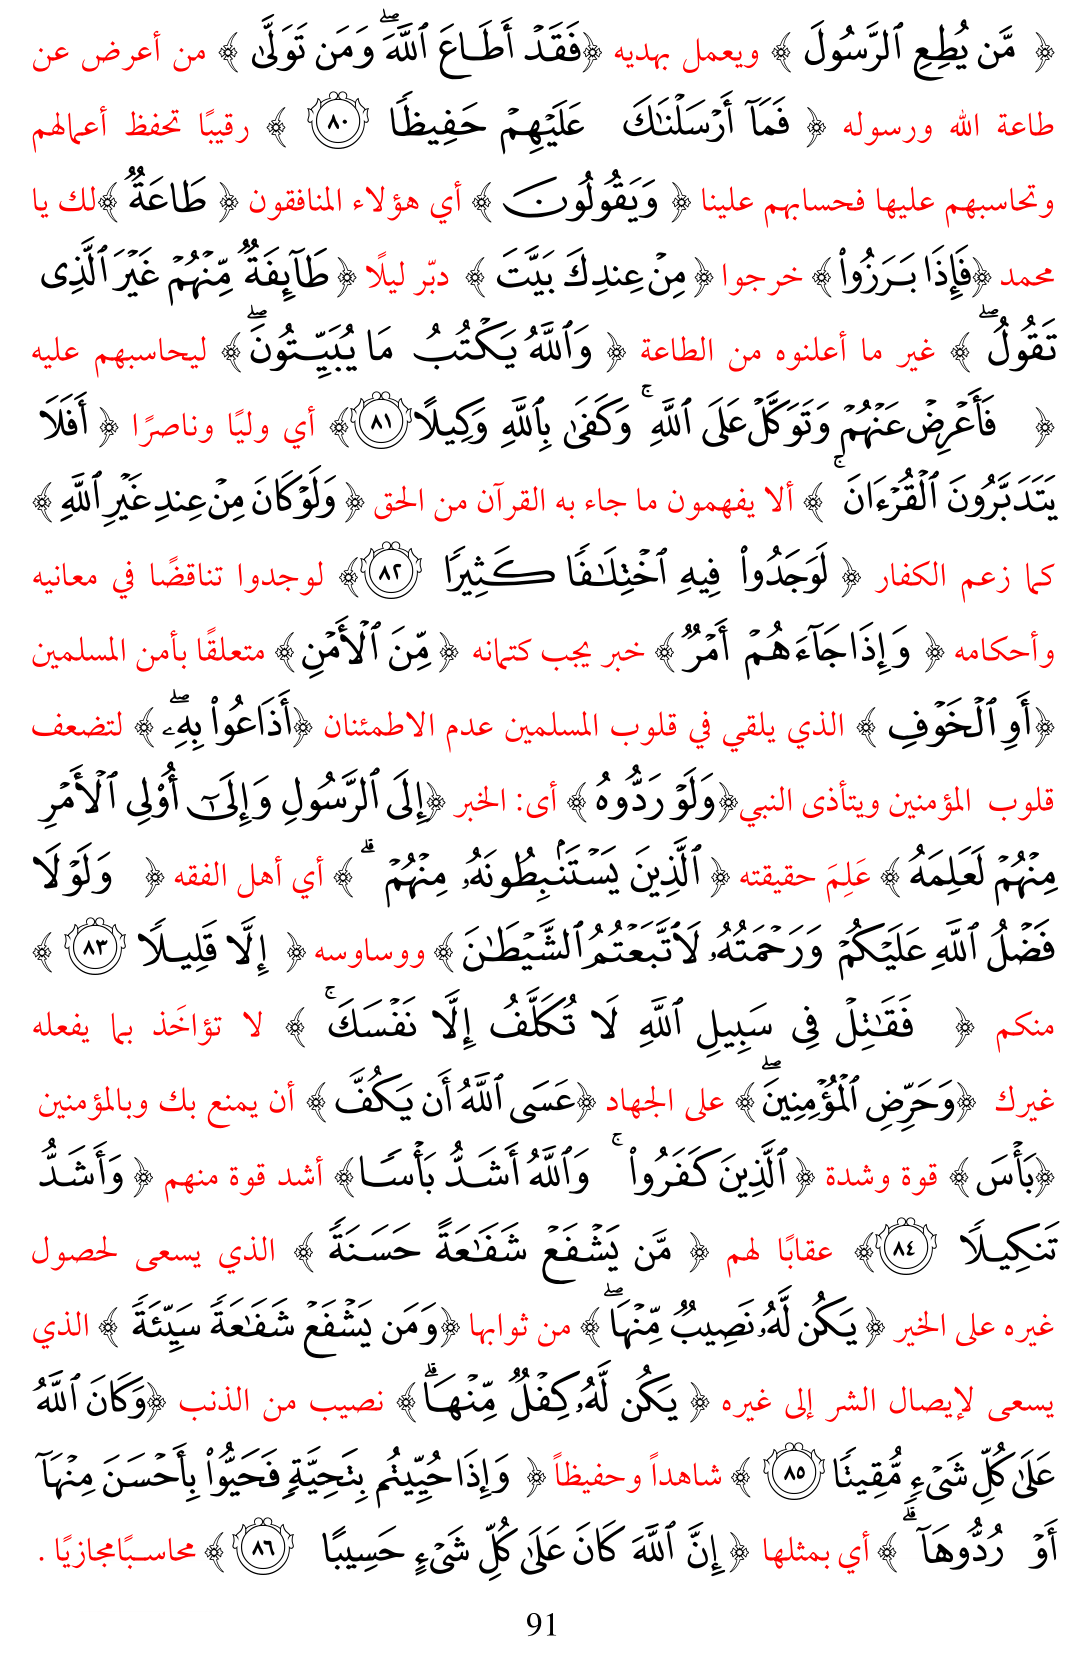 ﴿ مَّن يُطِعِ ٱلرَّسُولَ ﴾ ويعمل بهديه ﴿فَقَدۡ أَطَاعَ ٱللَّهَۖ وَمَن تَوَلَّىٰ ﴾ من أعرض عن
طاعة الله ورسوله ﴿ فَمَآ أَرۡسَلۡنَٰكَ عَلَيۡهِمۡ حَفِيظٗا ٨٠ ﴾ رقيبًا تحفظ أعمالهم
وتحاسبهم عليها فحسابهم علينا ﴿ وَيَقُولُونَ ﴾ أي هؤلاء المنافقون ﴿ طَاعَةٞ ﴾لك يا
محمد ﴿فَإِذَا بَرَزُواْ﴾ خرجوا ﴿مِنۡ عِندِكَ بَيَّتَ ﴾ دبّر ليلًا ﴿طَآئِفَةٞ مِّنۡهُمۡ غَيۡرَ ٱلَّذِي
تَقُولُۖ ﴾ غير ما أعلنوه من الطاعة ﴿ وَٱللَّهُ يَكۡتُبُ مَا يُبَيِّتُونَۖ﴾ ليحاسبهم عليه
﴿ فَأَعۡرِضۡ عَنۡهُمۡ وَتَوَكَّلۡ عَلَى ٱللَّهِۚ وَكَفَىٰ بِٱللَّهِ وَكِيلًا ٨١﴾ أي وليًا وناصرًا ﴿ أَفَلَا
يَتَدَبَّرُونَ ٱلۡقُرۡءَانَۚ ﴾ ألا يفهمون ما جاء به القرآن من الحق ﴿ وَلَوۡ كَانَ مِنۡ عِندِ غَيۡرِ ٱللَّهِ ﴾
كما زعم الكفار ﴿ لَوَجَدُواْ فِيهِ ٱخۡتِلَٰفٗا كَثِيرٗا ٨٢﴾ لوجدوا تناقضًا في معانيه
وأحكامه ﴿ وَإِذَا جَآءَهُمۡ أَمۡرٞ ﴾ خبر يجب كتمانه ﴿ مِّنَ ٱلۡأَمۡنِ ﴾ متعلقًا بأمن المسلمين
﴿أَوِ ٱلۡخَوۡفِ ﴾ الذي يلقي في قلوب المسلمين عدم الاطمئنان ﴿أَذَاعُواْ بِهِۦۖ ﴾ لتضعف
قلوب المؤمنين ويتأذى النبي﴿وَلَوۡ رَدُّوهُ ﴾ أى: الخبر ﴿إِلَى ٱلرَّسُولِ وَإِلَىٰٓ أُوْلِي ٱلۡأَمۡرِ
مِنۡهُمۡ لَعَلِمَهُ ﴾ عَلِمَ حقيقته ﴿ ٱلَّذِينَ يَسۡتَنۢبِطُونَهُۥ مِنۡهُمۡۗ ﴾ أي أهل الفقه ﴿ وَلَوۡلَا
فَضۡلُ ٱللَّهِ عَلَيۡكُمۡ وَرَحۡمَتُهُۥ لَٱتَّبَعۡتُمُ ٱلشَّيۡطَٰنَ ﴾ ووساوسه ﴿ إِلَّا قَلِيلٗا ٨٣ ﴾
منكم ﴿ فَقَٰتِلۡ فِي سَبِيلِ ٱللَّهِ لَا تُكَلَّفُ إِلَّا نَفۡسَكَۚ ﴾ لا تؤاخَذ بما يفعله
غيرك ﴿وَحَرِّضِ ٱلۡمُؤۡمِنِينَۖ﴾ على الجهاد ﴿عَسَى ٱللَّهُ أَن يَكُفَّ ﴾ أن يمنع بك وبالمؤمنين
﴿بَأۡسَ ﴾ قوة وشدة ﴿ ٱلَّذِينَ كَفَرُواْۚ وَٱللَّهُ أَشَدُّ بَأۡسٗا﴾ أشد قوة منهم ﴿ وَأَشَدُّ
تَنكِيلٗا ٨٤﴾ عقابًا لهم ﴿ مَّن يَشۡفَعۡ شَفَٰعَةً حَسَنَةٗ ﴾ الذي يسعى لحصول
غيره على الخير ﴿ يَكُن لَّهُۥ نَصِيبٞ مِّنۡهَاۖ ﴾ من ثوابها ﴿وَمَن يَشۡفَعۡ شَفَٰعَةٗ سَيِّئَةٗ ﴾ الذي
يسعى لإيصال الشر إلى غيره ﴿ يَكُن لَّهُۥ كِفۡلٞ مِّنۡهَاۗ ﴾ نصيب من الذنب ﴿وَكَانَ ٱللَّهُ
عَلَىٰ كُلِّ شَيۡءٖ مُّقِيتٗا ٨٥ ﴾ شاهداً وحفيظاً ﴿ وَإِذَا حُيِّيتُم بِتَحِيَّةٖ فَحَيُّواْ بِأَحۡسَنَ مِنۡهَآ
أَوۡ رُدُّوهَآۗ ﴾ أي بمثلها ﴿ إِنَّ ٱللَّهَ كَانَ عَلَىٰ كُلِّ شَيۡءٍ حَسِيبًا ٨٦ ﴾ محاسبًا‌مجازيًا .
91